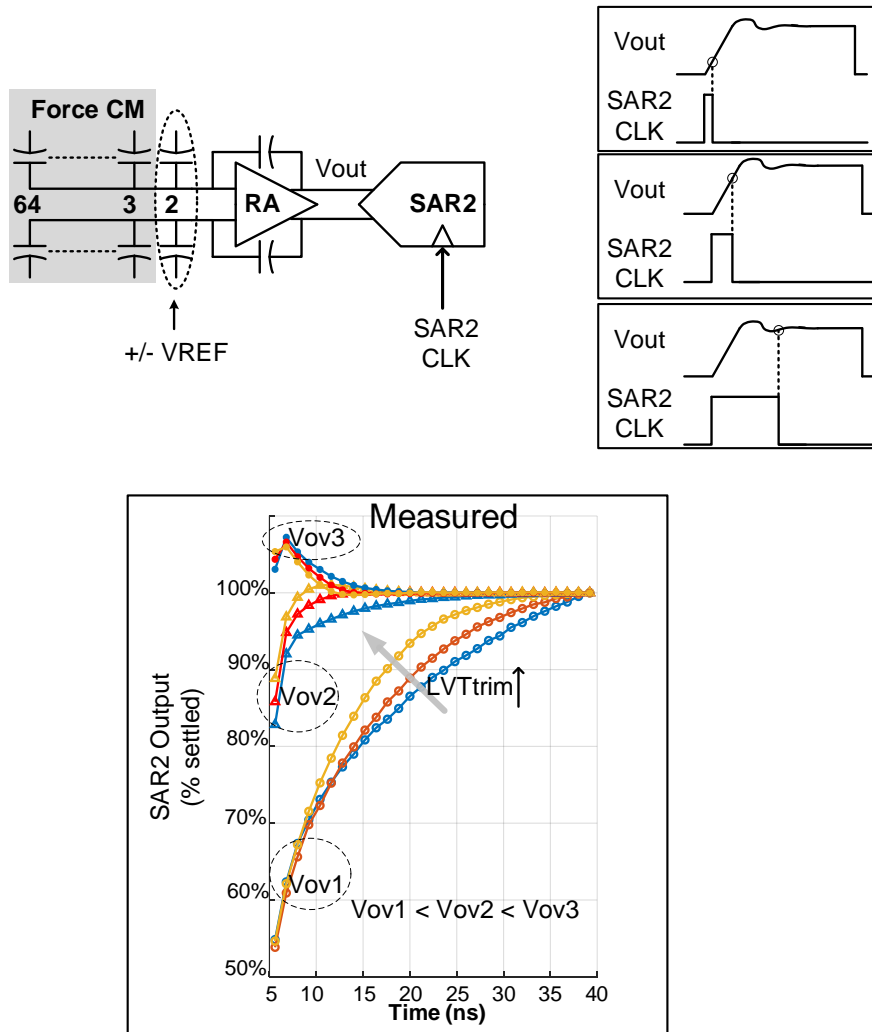 Force CM
64
3
2
RA
Vout
SAR2
+/- VREF
SAR2
CLK
Vout
SAR2
CLK
Vout
SAR2
CLK
Vout
SAR2
CLK
Measured
Vov3
100%
90%
LVTtrim
Vov2
80%
SAR2 Output
(% settled)
70%
Vov1
60%
Vov1 < Vov2 < Vov3
50%
5 10 15 20 25 30 35 40
Time (ns)